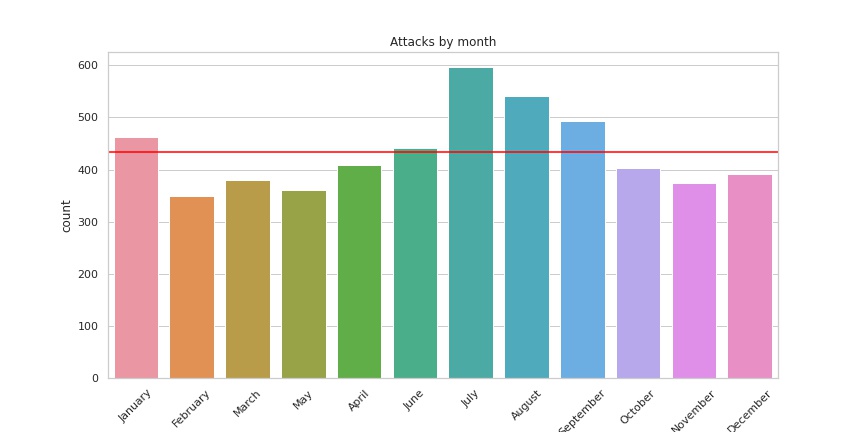 Attacks by month
600
500
400
300
200
100
0
count
January
February
March
May
April
June
July
August
September
October
November
December